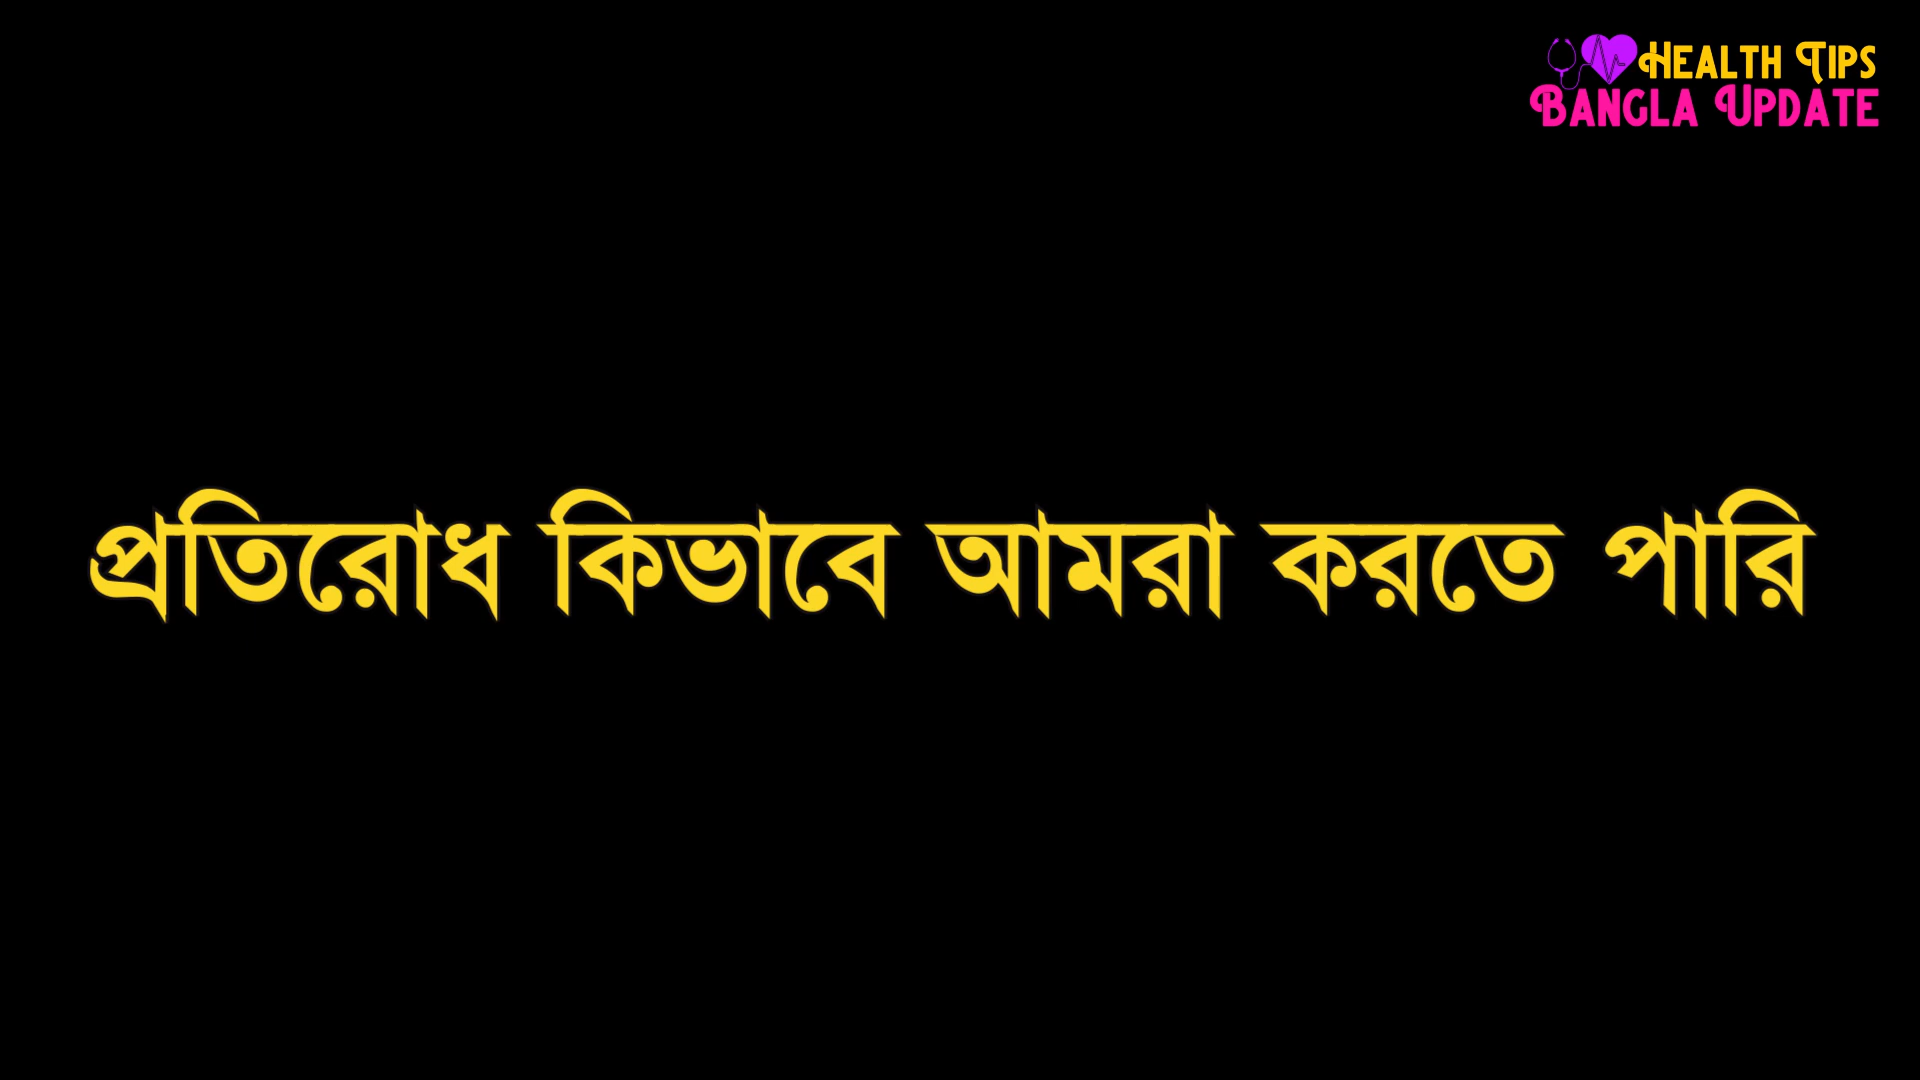 Health Tips
Bangla Update
প্রতিরোধ কিভাবে আমরা করতে পারি